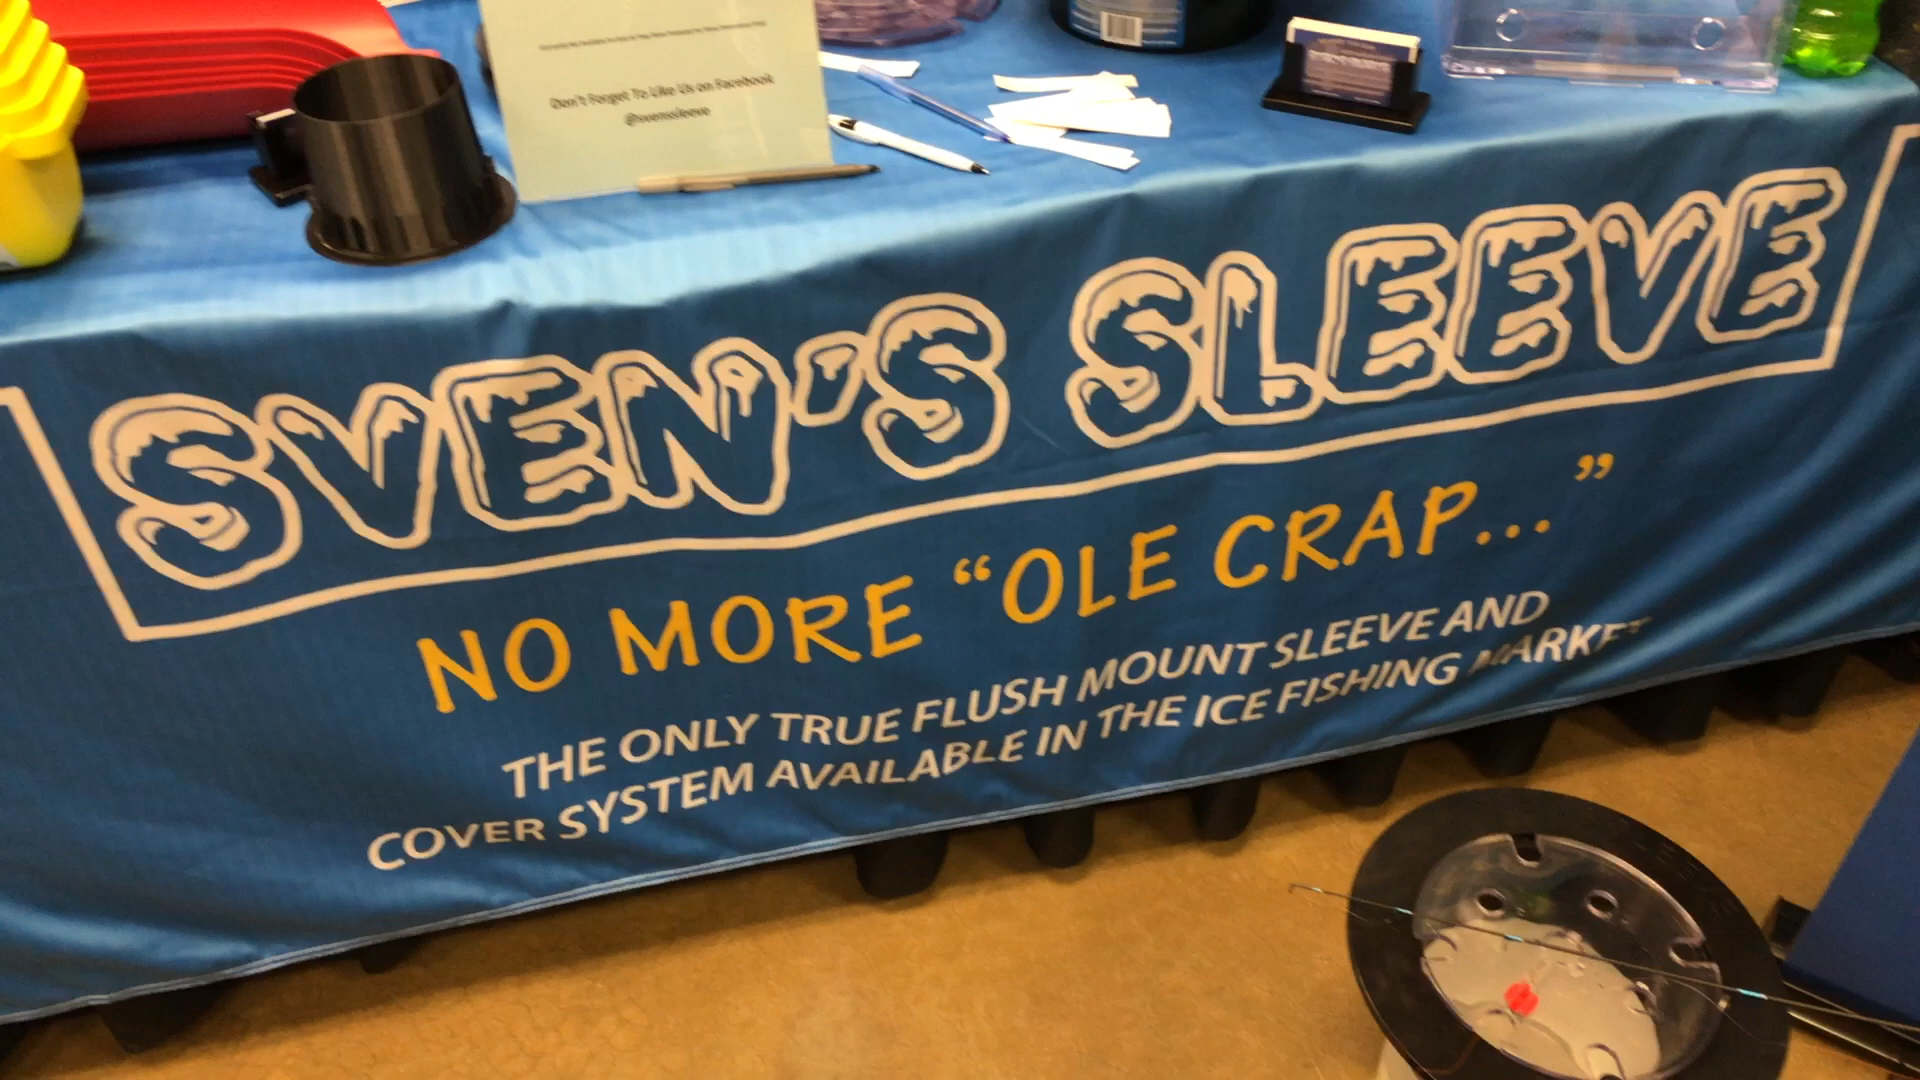 Don't Forget To Like Us on Facebook
@svenssleeve
SVEN'S SLEEVE
NO MORE “OLE CRAP...”
THE ONLY TRUE FLUSH MOUNT SLEEVE AND
COVER SYSTEM AVAILABLE IN THE ICE FISHING MARKET